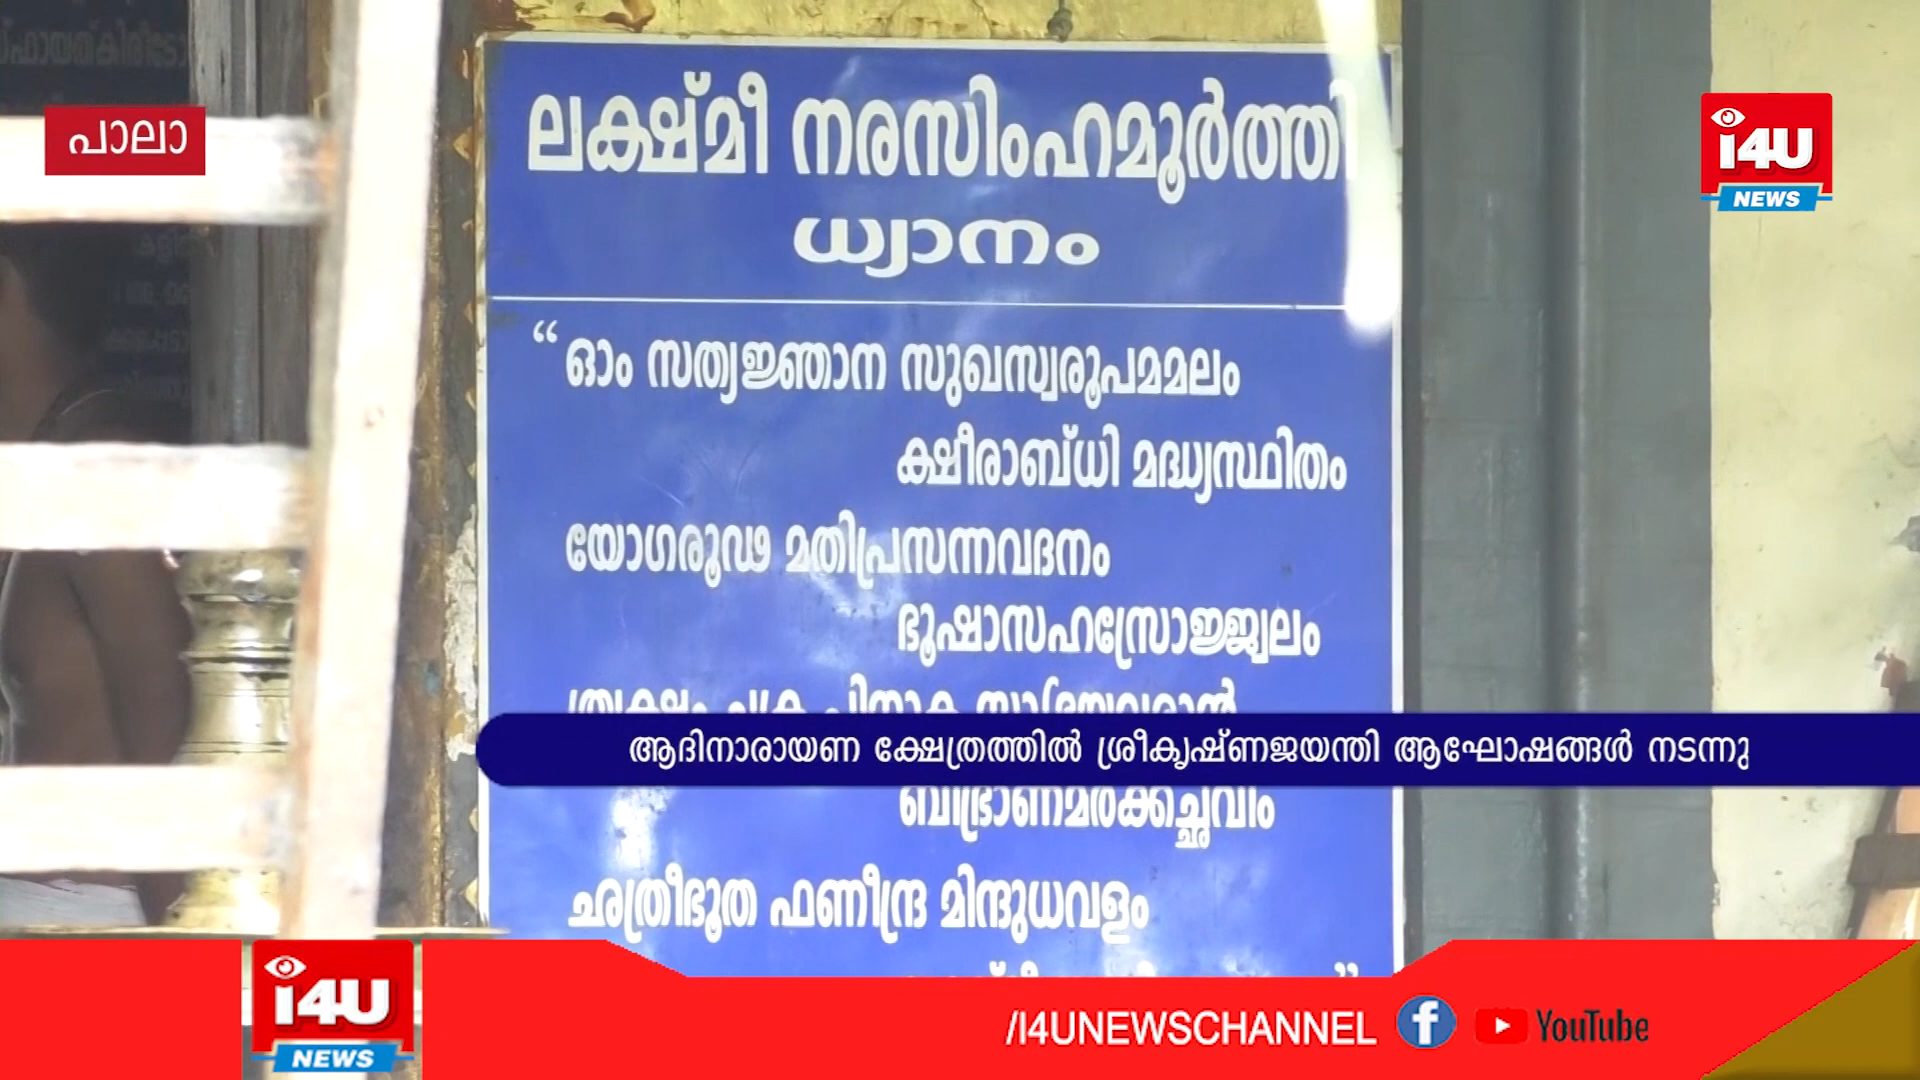 പാലാ
i4U
NEWS
ലക്ഷ്മീ നരസിംഹമൂർത്തി
ധ്യാനം
“ ഓം സത്യജ്ഞാന സുഖസ്വരൂപമമലം
ക്ഷീരാബ്ധി മദ്ധ്യസ്ഥിതം
യോഗരൂഢ മതിപ്രസന്നവദനം
ഭൂഷാസഹസ്രോജ്ജ്വലം
ആദിനാരായണ ക്ഷേത്രത്തിൽ ശ്രീകൃഷ്ണജയന്തി ആഘോഷങ്ങൾ നടന്നു
ബിഭ്രാണമർക്കച്ഛവിം
ഛത്രീഭൂത ഫണീന്ദ്ര മിന്ദുധവളം
i4U
NEWS
/I4UNEWSCHANNEL
YouTube